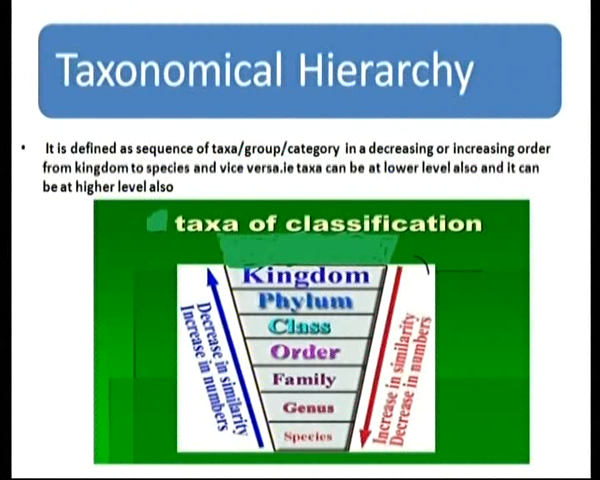 Taxonomical Hierarchy
• It is defined as sequence of taxa/group/category in a decreasing or increasing order
from kingdom to species and vice versa.ie taxa can be at lower level also and it can
be at higher level also
taxa of classification
Kingdom
Phylum
Class
Order
Family
Genus
Species
Decrease in similarity
Increase in numbers
Increase in similarity
Decrease in numbers